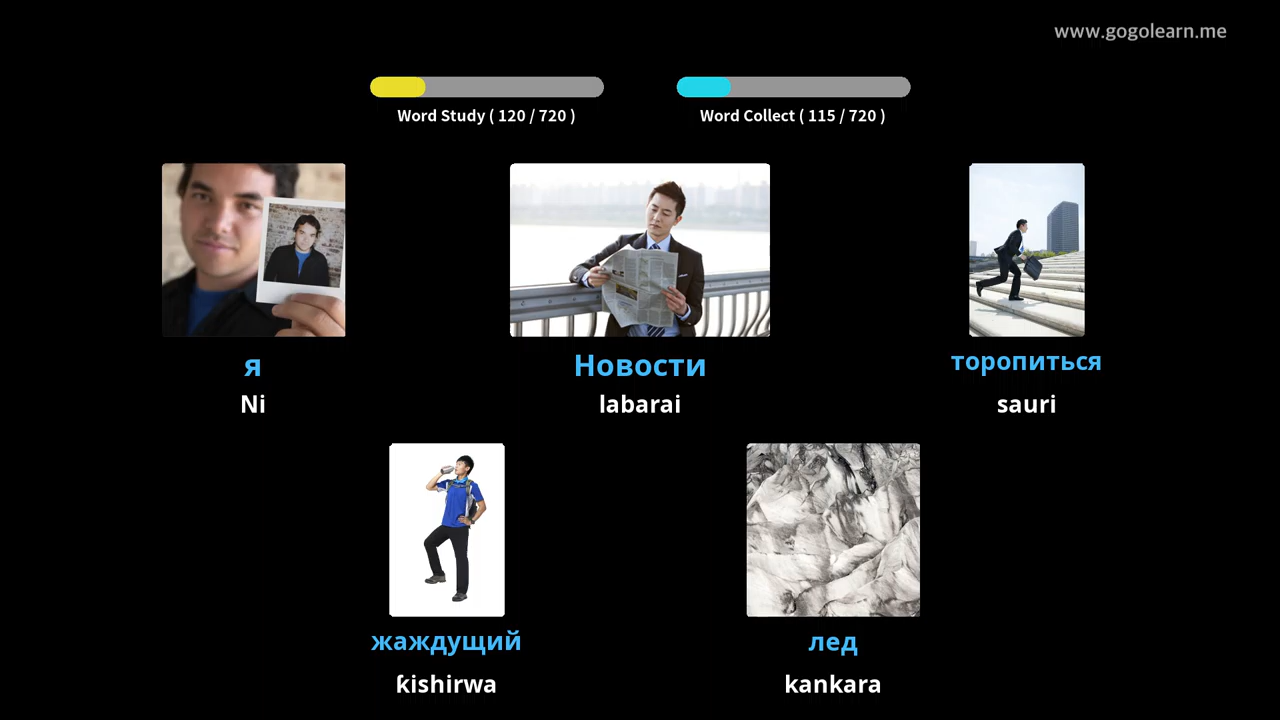 www.gogolearn.me
Word Study ( 120 / 720 )
Word Collect ( 115 / 720 )
я
Новости
торопиться
Ni
labarai
sauri
жаждущий
лед
ƙishirwa
kankara